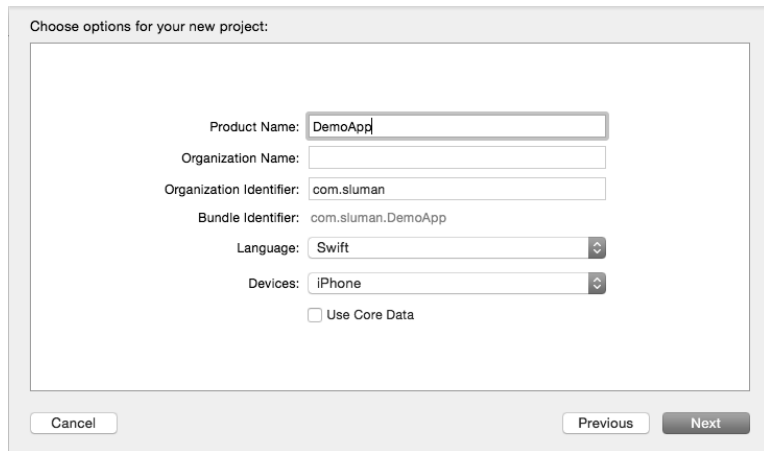 Choose options for your new project:
Product Name: DemoApp
Organization Name:
Organization Identifier: com.sluman
Bundle Identifier: com.sluman.DemoApp
Language: Swift
Devices: iPhone
Use Core Data
Cancel Previous Next